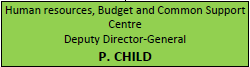 Human resources, Budget and Common Support
Centre
Deputy Director-General
P. CHILD